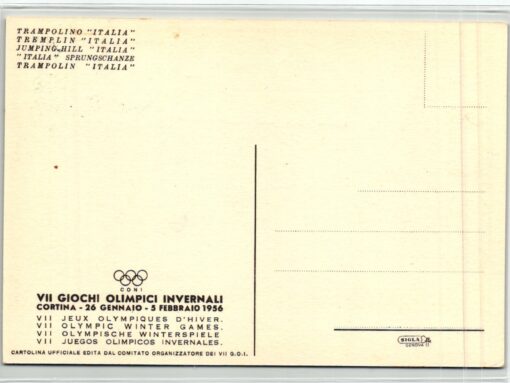 TRAMPOLINO "ITALIA"
TREMPLIN "ITALIA"
JUMPING-HILL "ITALIA"
"ITALIA" SPRUNGSCHANZE
TRAMPOLIN "ITALIA"
CONI
VII GIOCHI OLIMPICI INVERNALI
CORTINA - 26 GENNAIO - 5 FEBBRAIO 1956
VII JEUX OLYMPIQUES D'HIVER.
VII OLYMPIC WINTER GAMES.
VII OLYMPISCHE WINTERSPIELE
VII JUEGOS OLIMPICOS INVERNALES.
CARTOLINA UFFICIALE EDITA DAL COMITATO ORGANIZZATORE DEI VII G.O.I.
SIGLA
GENOVA